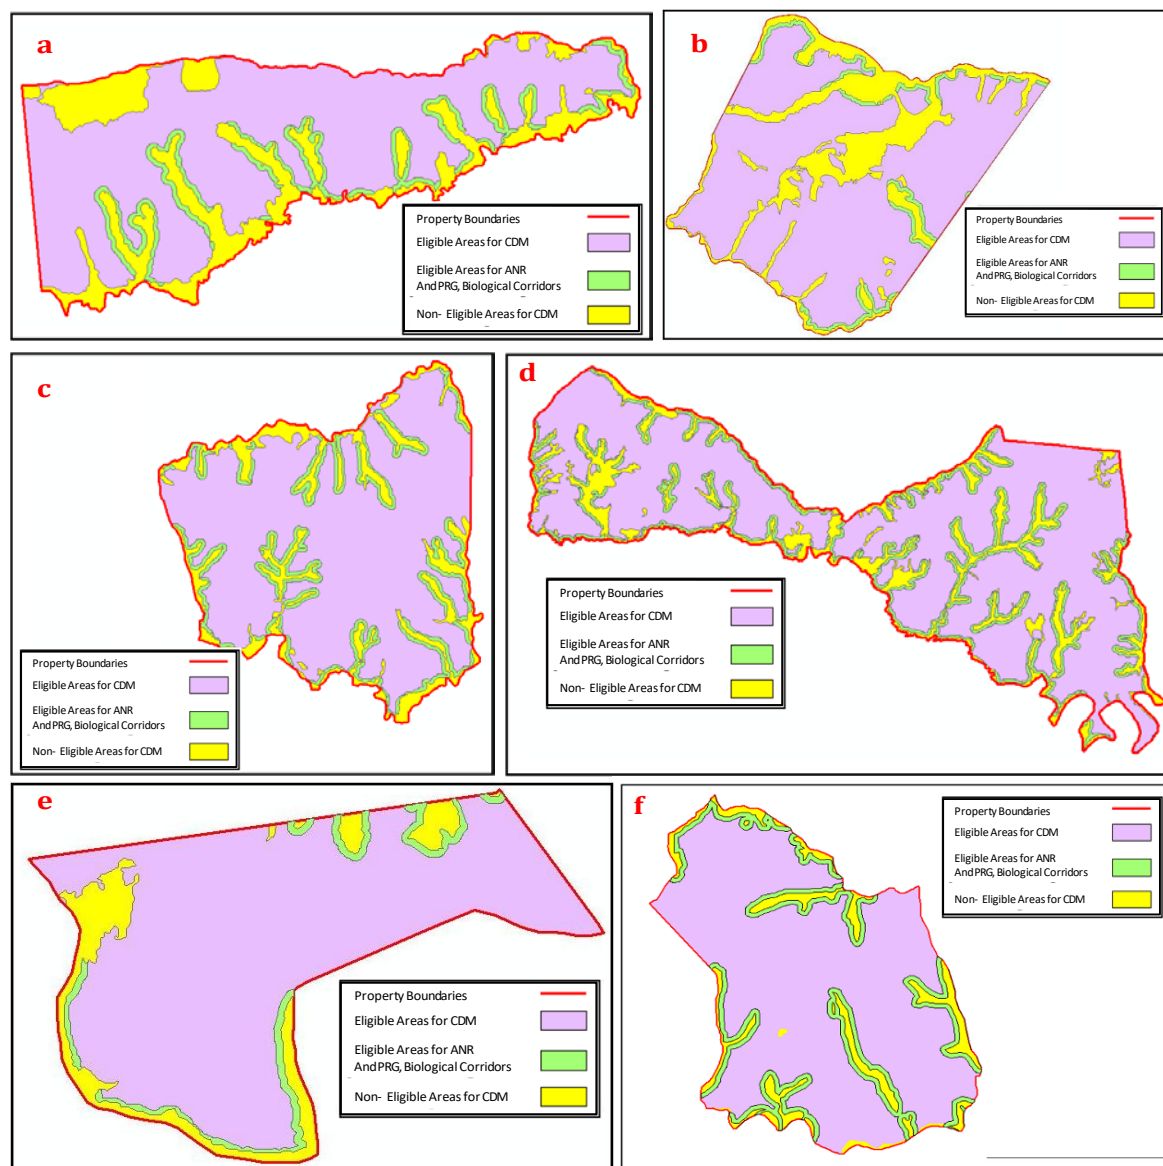 a
Property Boundaries
Eligible Areas for CDM
Eligible Areas for ANR
And PRG, Biological Corridors
Non- Eligible Areas for CDM
b
Property Boundaries
Eligible Areas for CDM
Eligible Areas for ANR
And PRG, Biological Corridors
Non- Eligible Areas for CDM
c
Property Boundaries
Eligible Areas for CDM
Eligible Areas for ANR
And PRG, Biological Corridors
Non- Eligible Areas for CDM
d
Property Boundaries
Eligible Areas for CDM
Eligible Areas for ANR
And PRG, Biological Corridors
Non- Eligible Areas for CDM
e
Property Boundaries
Eligible Areas for CDM
Eligible Areas for ANR
And PRG, Biological Corridors
Non- Eligible Areas for CDM
f
Property Boundaries
Eligible Areas for CDM
Eligible Areas for ANR
And PRG, Biological Corridors
Non- Eligible Areas for CDM